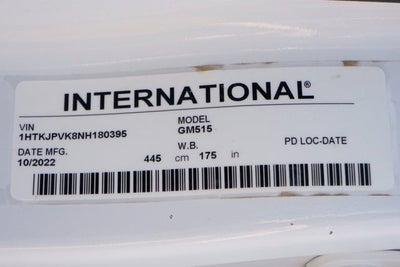 INTERNATIONAL®
VIN MODEL
1HTKJPVK8NH180395 GM515
DATE MFG. W.B. PD LOC-DATE
10/2022 445 cm 175 in